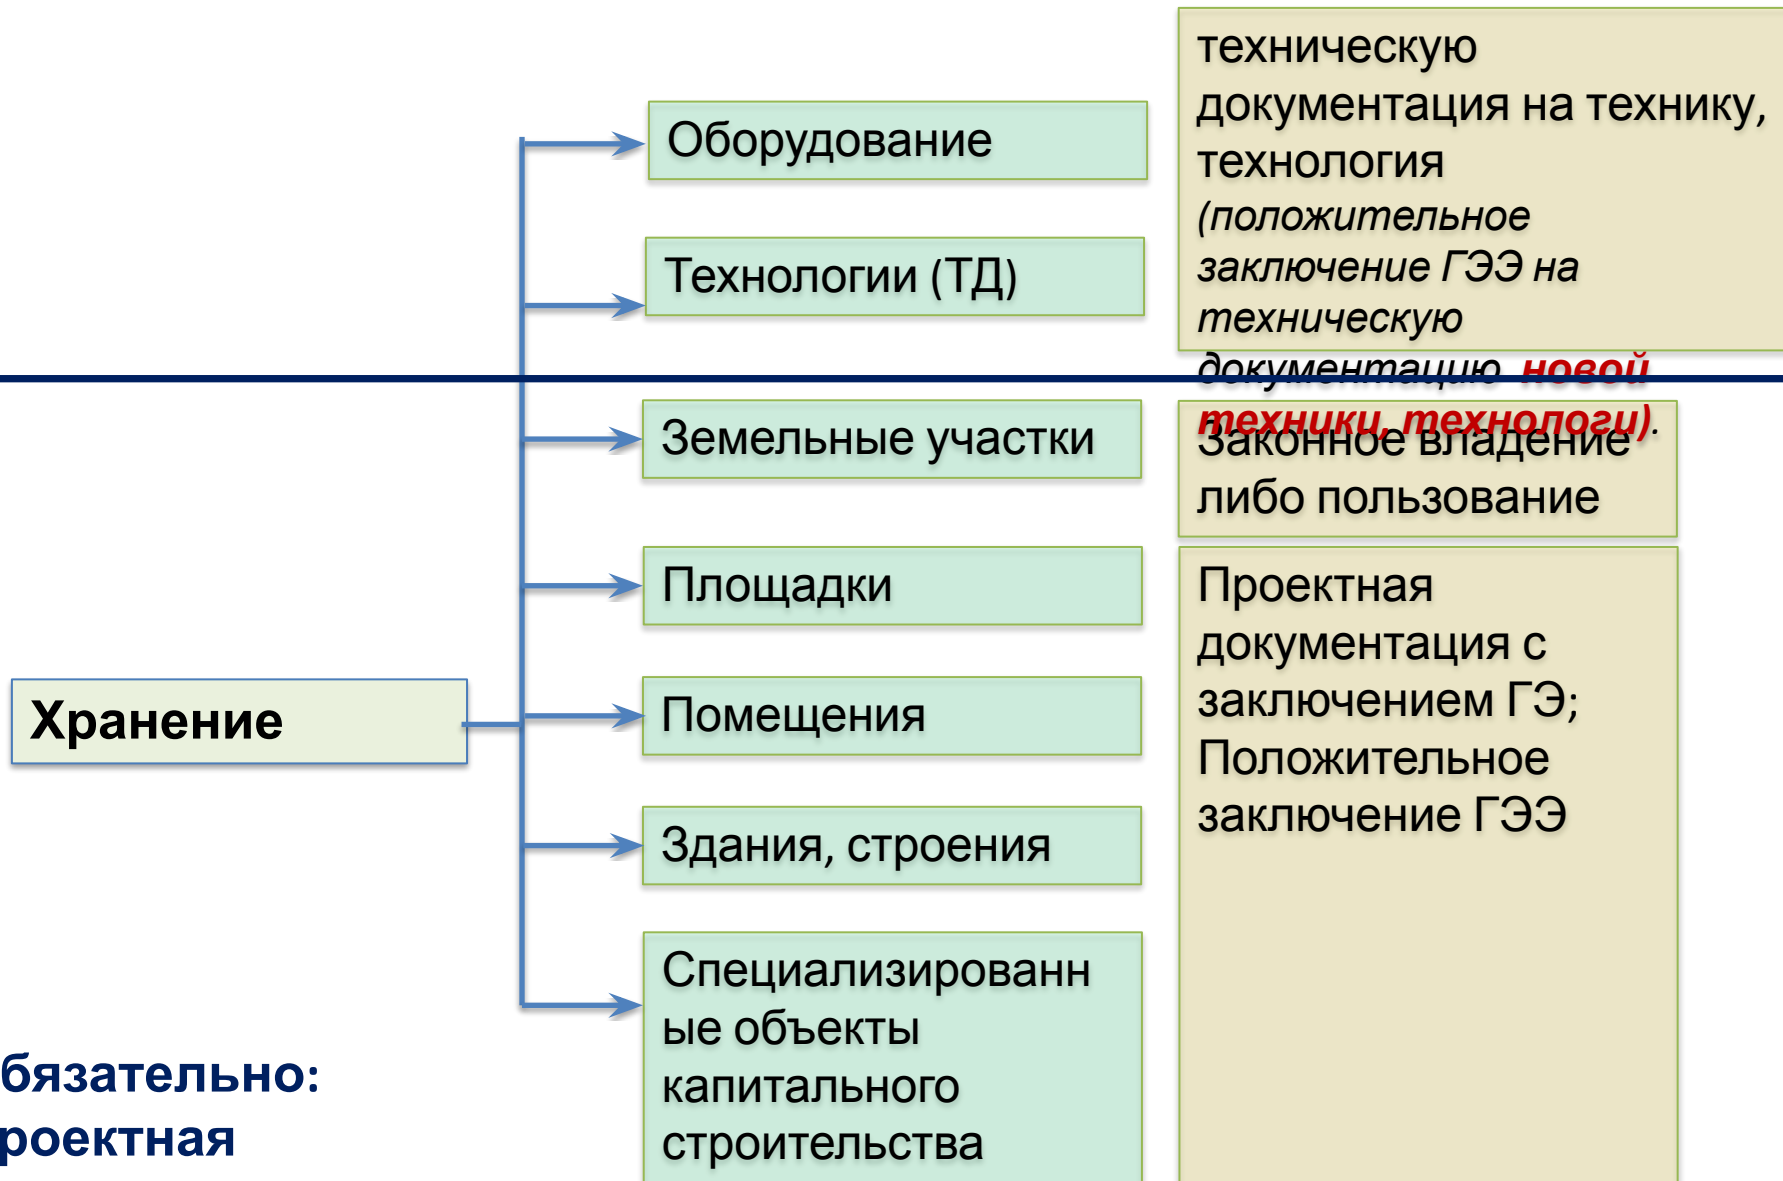 техническую
документация на технику,
технология
(положительное
заключение ГЭЭ на
техническую
документацию новой
техники, технологи).
Оборудование
Технологии (ТД)
Земельные участки
Законное владение
либо пользование
Площадки
Помещения
Здания, строения
Специализированн
ые объекты
капитального
строительства
Проектная
документация с
заключением ГЭ;
Положительное
заключение ГЭЭ
Хранение
бязательно:
роектная